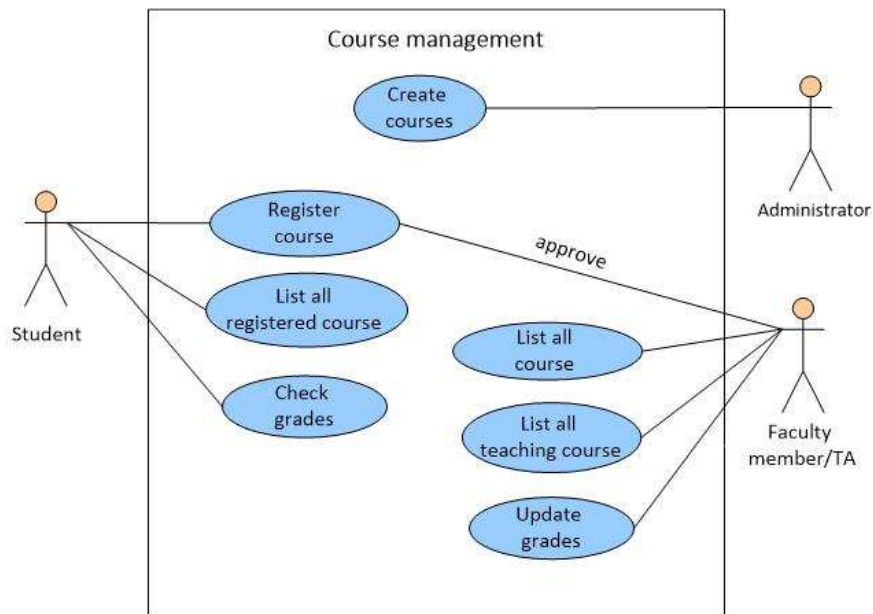 Course management
Create
courses
Administrator
Register
course
approve
List all
registered course
Student
List all
course
Check
grades
List all
teaching course
Faculty
member/TA
Update
grades